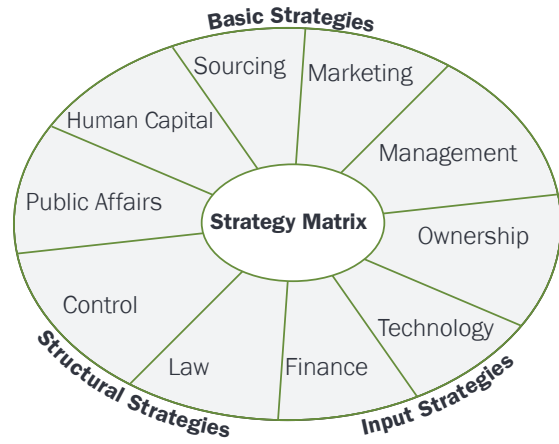 Basic Strategies
Sourcing
Marketing
Human Capital
Management
Public Affairs
Strategy Matrix
Ownership
Control
Technology
Law
Finance
Structural Strategies
Input Strategies